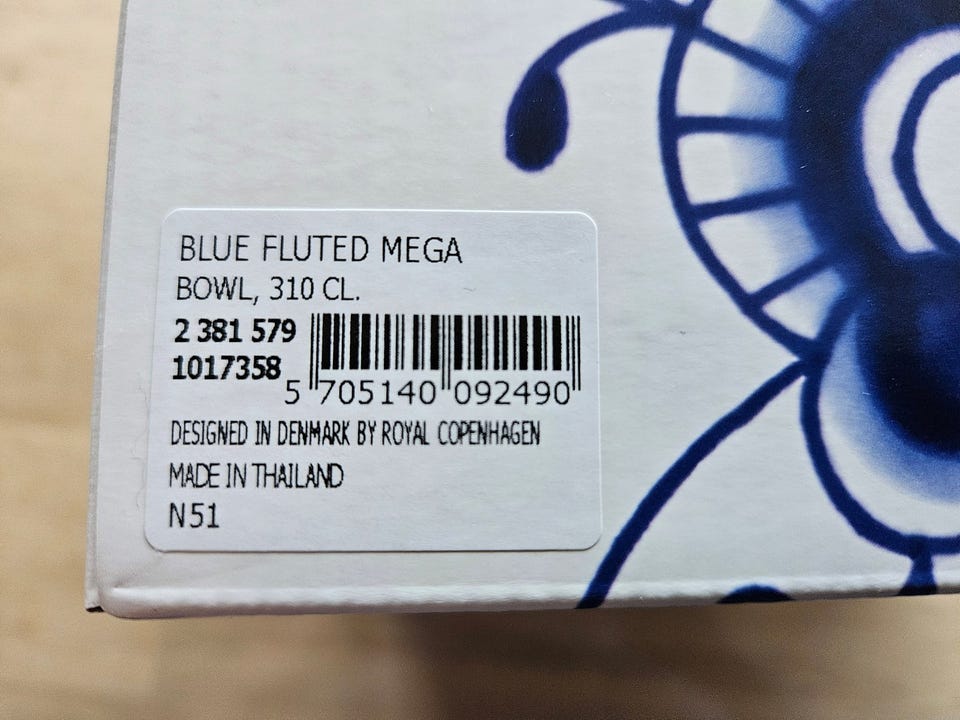 BLUE FLUTED MEGA
BOWL, 310 CL.
2 381 579
1017358
5 705140 092490
DESIGNED IN DENMARK BY ROYAL COPENHAGEN
MADE IN THAILAND
N51